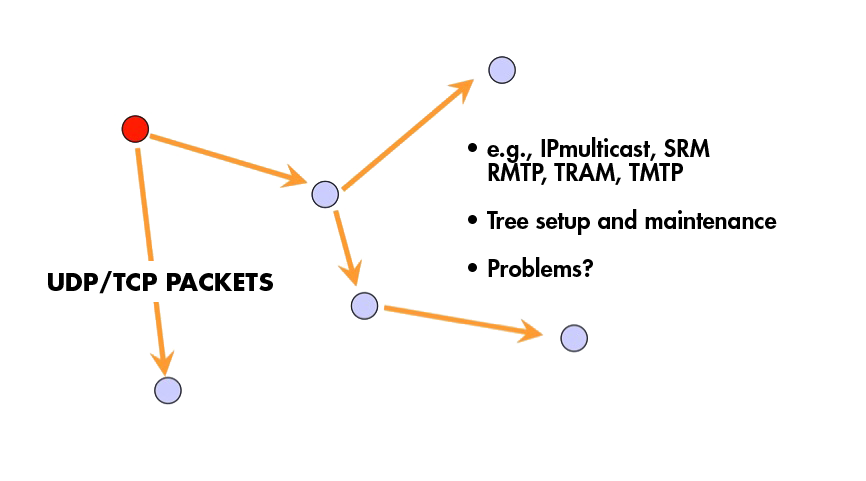 • e.g., IPmulticast, SRM
RMTP, TRAM, TMTP
• Tree setup and maintenance
• Problems?
UDP/TCP PACKETS